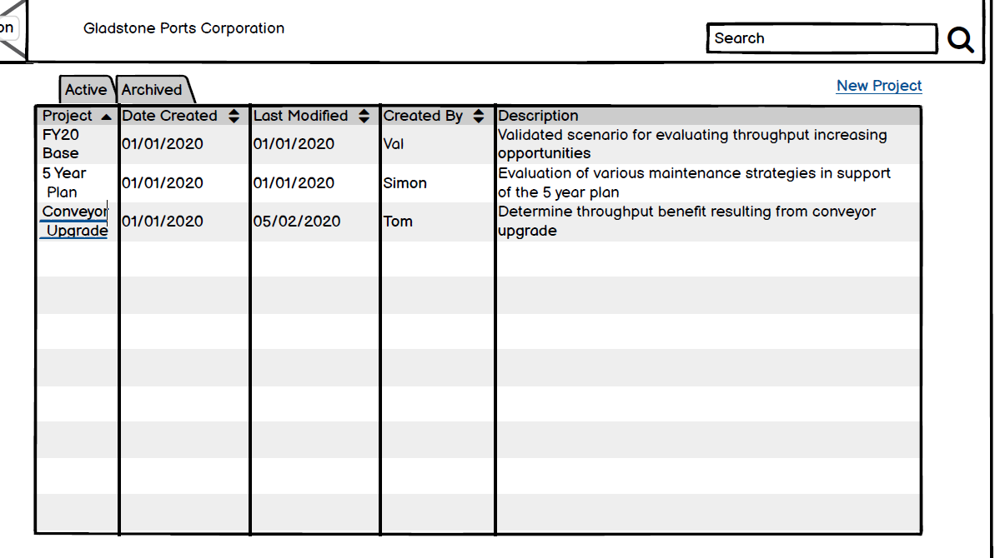 on
Gladstone Ports Corporation
Search
Active
Archived
New Project
Project
Date Created
Last Modified
Created By
Description
FY20
Base
01/01/2020
01/01/2020
Val
Validated scenario for evaluating throughput increasing
opportunities
5 Year
Plan
01/01/2020
01/01/2020
Simon
Evaluation of various maintenance strategies in support
of the 5 year plan
Conveyor
Upgrade
01/01/2020
05/02/2020
Tom
Determine throughput benefit resulting from conveyor
upgrade